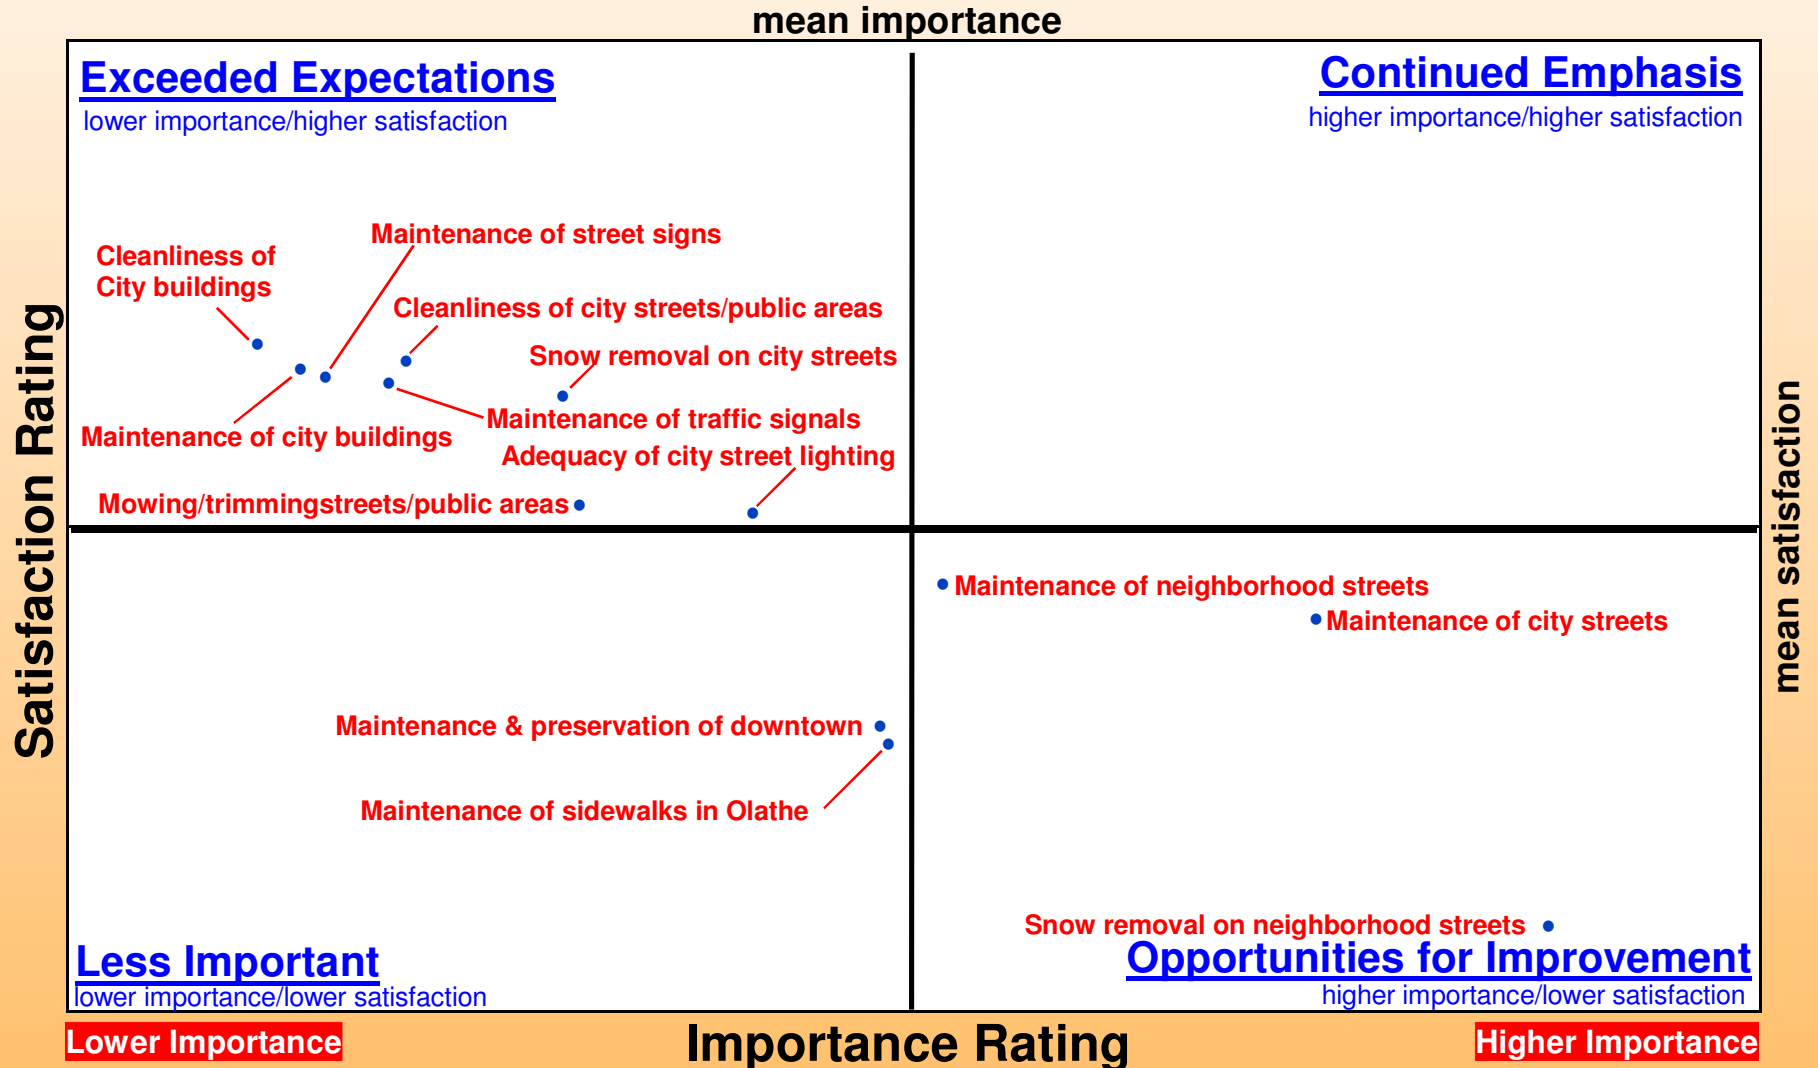 mean importance
Exceeded Expectations
lower importance/higher satisfaction
Continued Emphasis
higher importance/higher satisfaction
Maintenance of street signs
Cleanliness of
City buildings
Cleanliness of city streets/public areas
Snow removal on city streets
Maintenance of traffic signals
Maintenance of city buildings
Adequacy of city street lighting
Mowing/trimmingstreets/public areas
Satisfaction Rating
mean satisfaction
Maintenance of neighborhood streets
Maintenance of city streets
Maintenance & preservation of downtown
Maintenance of sidewalks in Olathe
Snow removal on neighborhood streets
Less Important
lower importance/lower satisfaction
Opportunities for Improvement
higher importance/lower satisfaction
Lower Importance
Importance Rating
Higher Importance